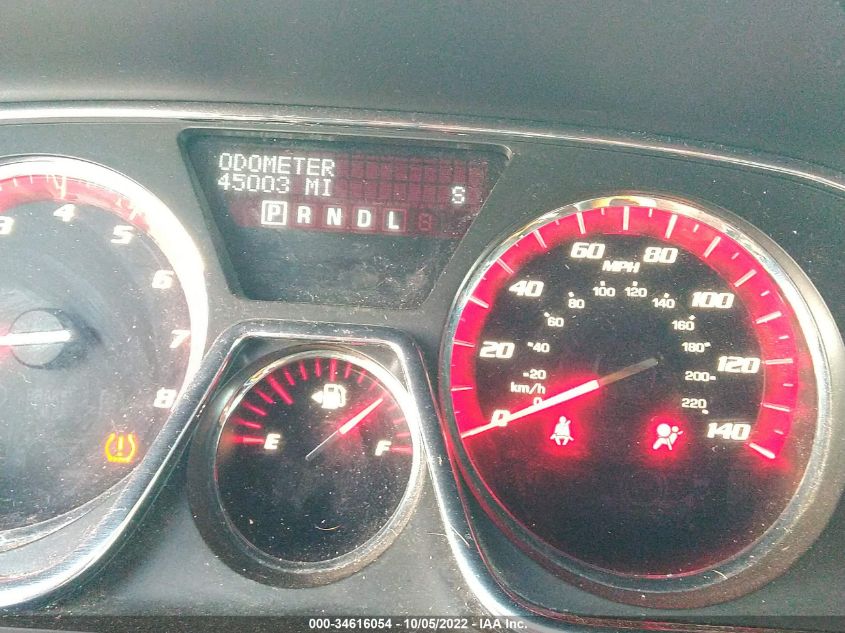 ODOMETER
45003 MI
S
P R N D L
3 4 5 6 7 8
E F
0 20 40 60 80 100 120 140
MPH
km/h
0 20 40 60 80 100 120 140 160 180 200 220
000-34616054 - 10/05/2022 - IAA Inc.